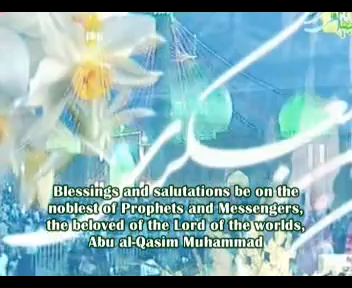 Blessings and salutations be on the
noblest of Prophets and Messengers,
the beloved of the Lord of the worlds,
Abu al-Qasim Muhammad